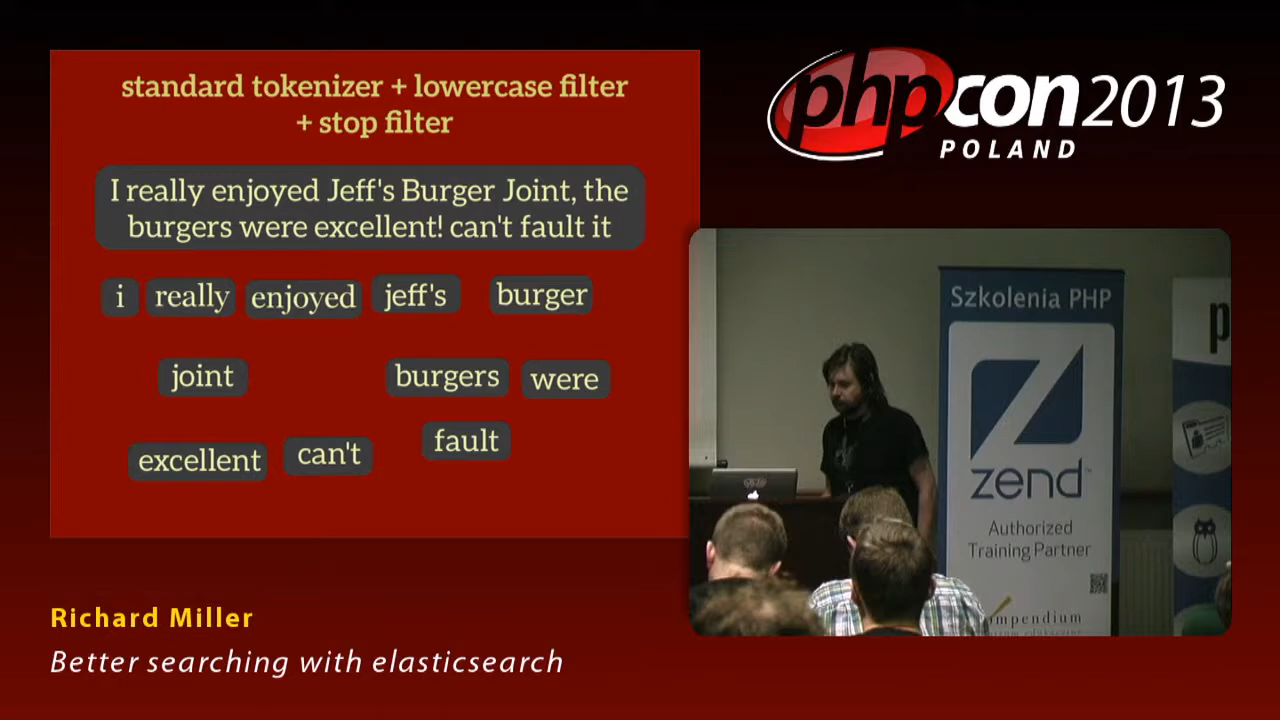 standard tokenizer + lowercase filter
+ stop filter
I really enjoyed Jeff's Burger Joint, the
burgers were excellent! can't fault it
i really enjoyed jeff's burger
joint burgers were
excellent can't fault
phpcon 2013
POLAND
Szkolenia PHP
zend
Authorized
Training Partner
Richard Miller
Better searching with elasticsearch